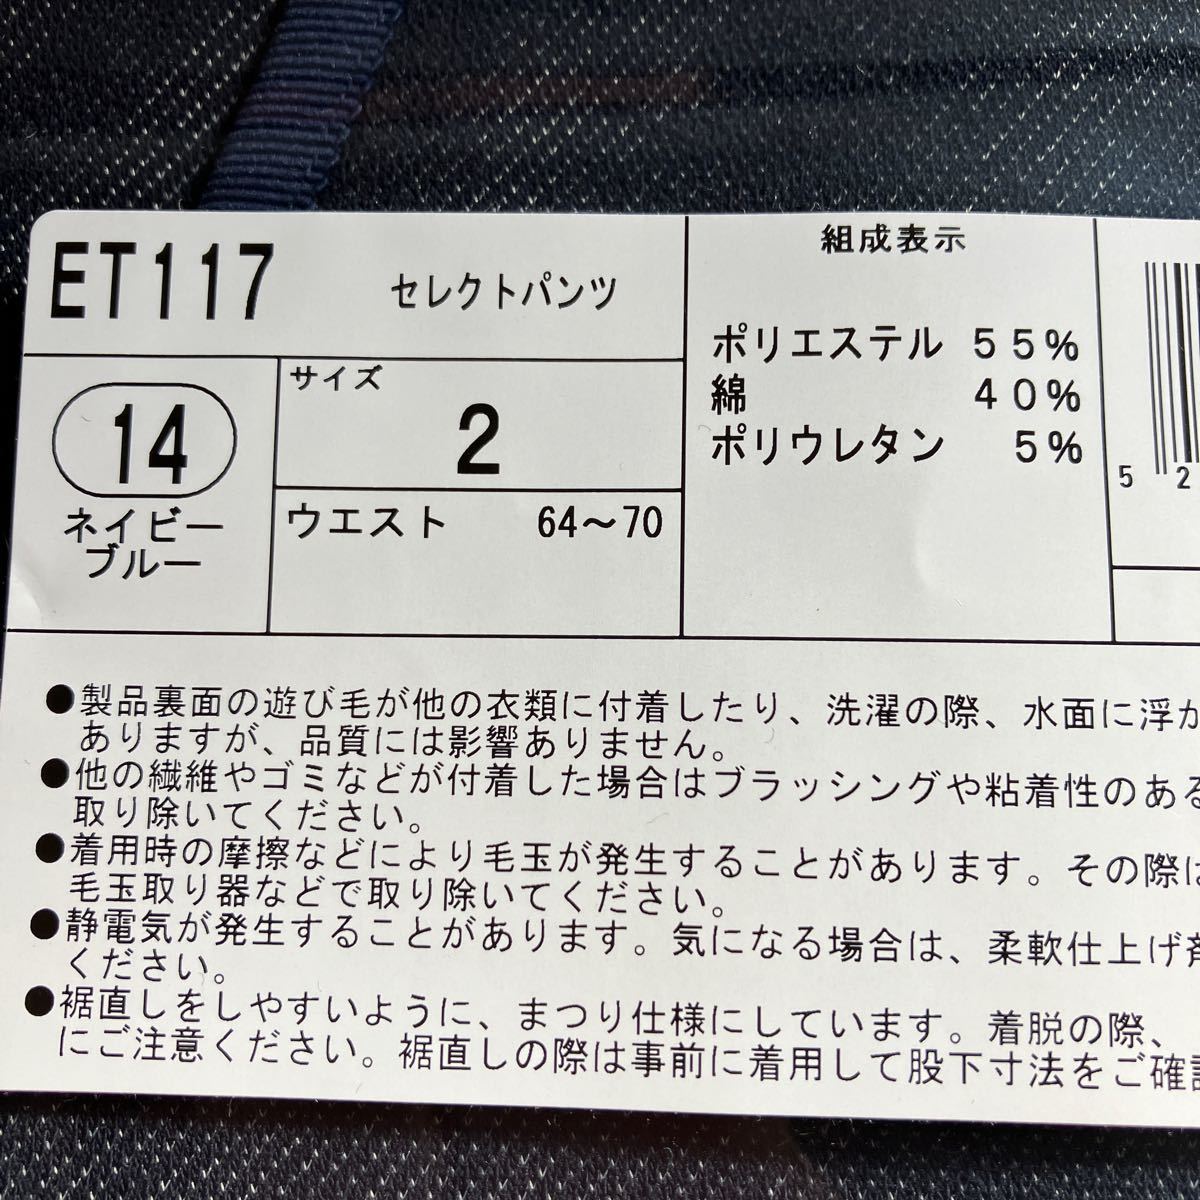 ET117
セレクトパンツ
14
ネイビー
ブルー
サイズ
2
ウエスト 64～70
組成表示
ポリエステル 55%
綿 40%
ポリウレタン 5%
5 2
●製品裏面の遊び毛が他の衣類に付着したり、洗濯の際、水面に浮か
ありますが、品質には影響ありません。
●他の繊維やゴミなどが付着した場合はブラッシングや粘着性のある
取り除いてください。
●着用時の摩擦などにより毛玉が発生することがあります。その際は
毛玉取り器などで取り除いてください。
●静電気が発生することがあります。気になる場合は、柔軟仕上げ剤
ください。
●裾直しをしやすいように、まつり仕様にしています。着脱の際、
にご注意ください。裾直しの際は事前に着用して股下寸法をご確認